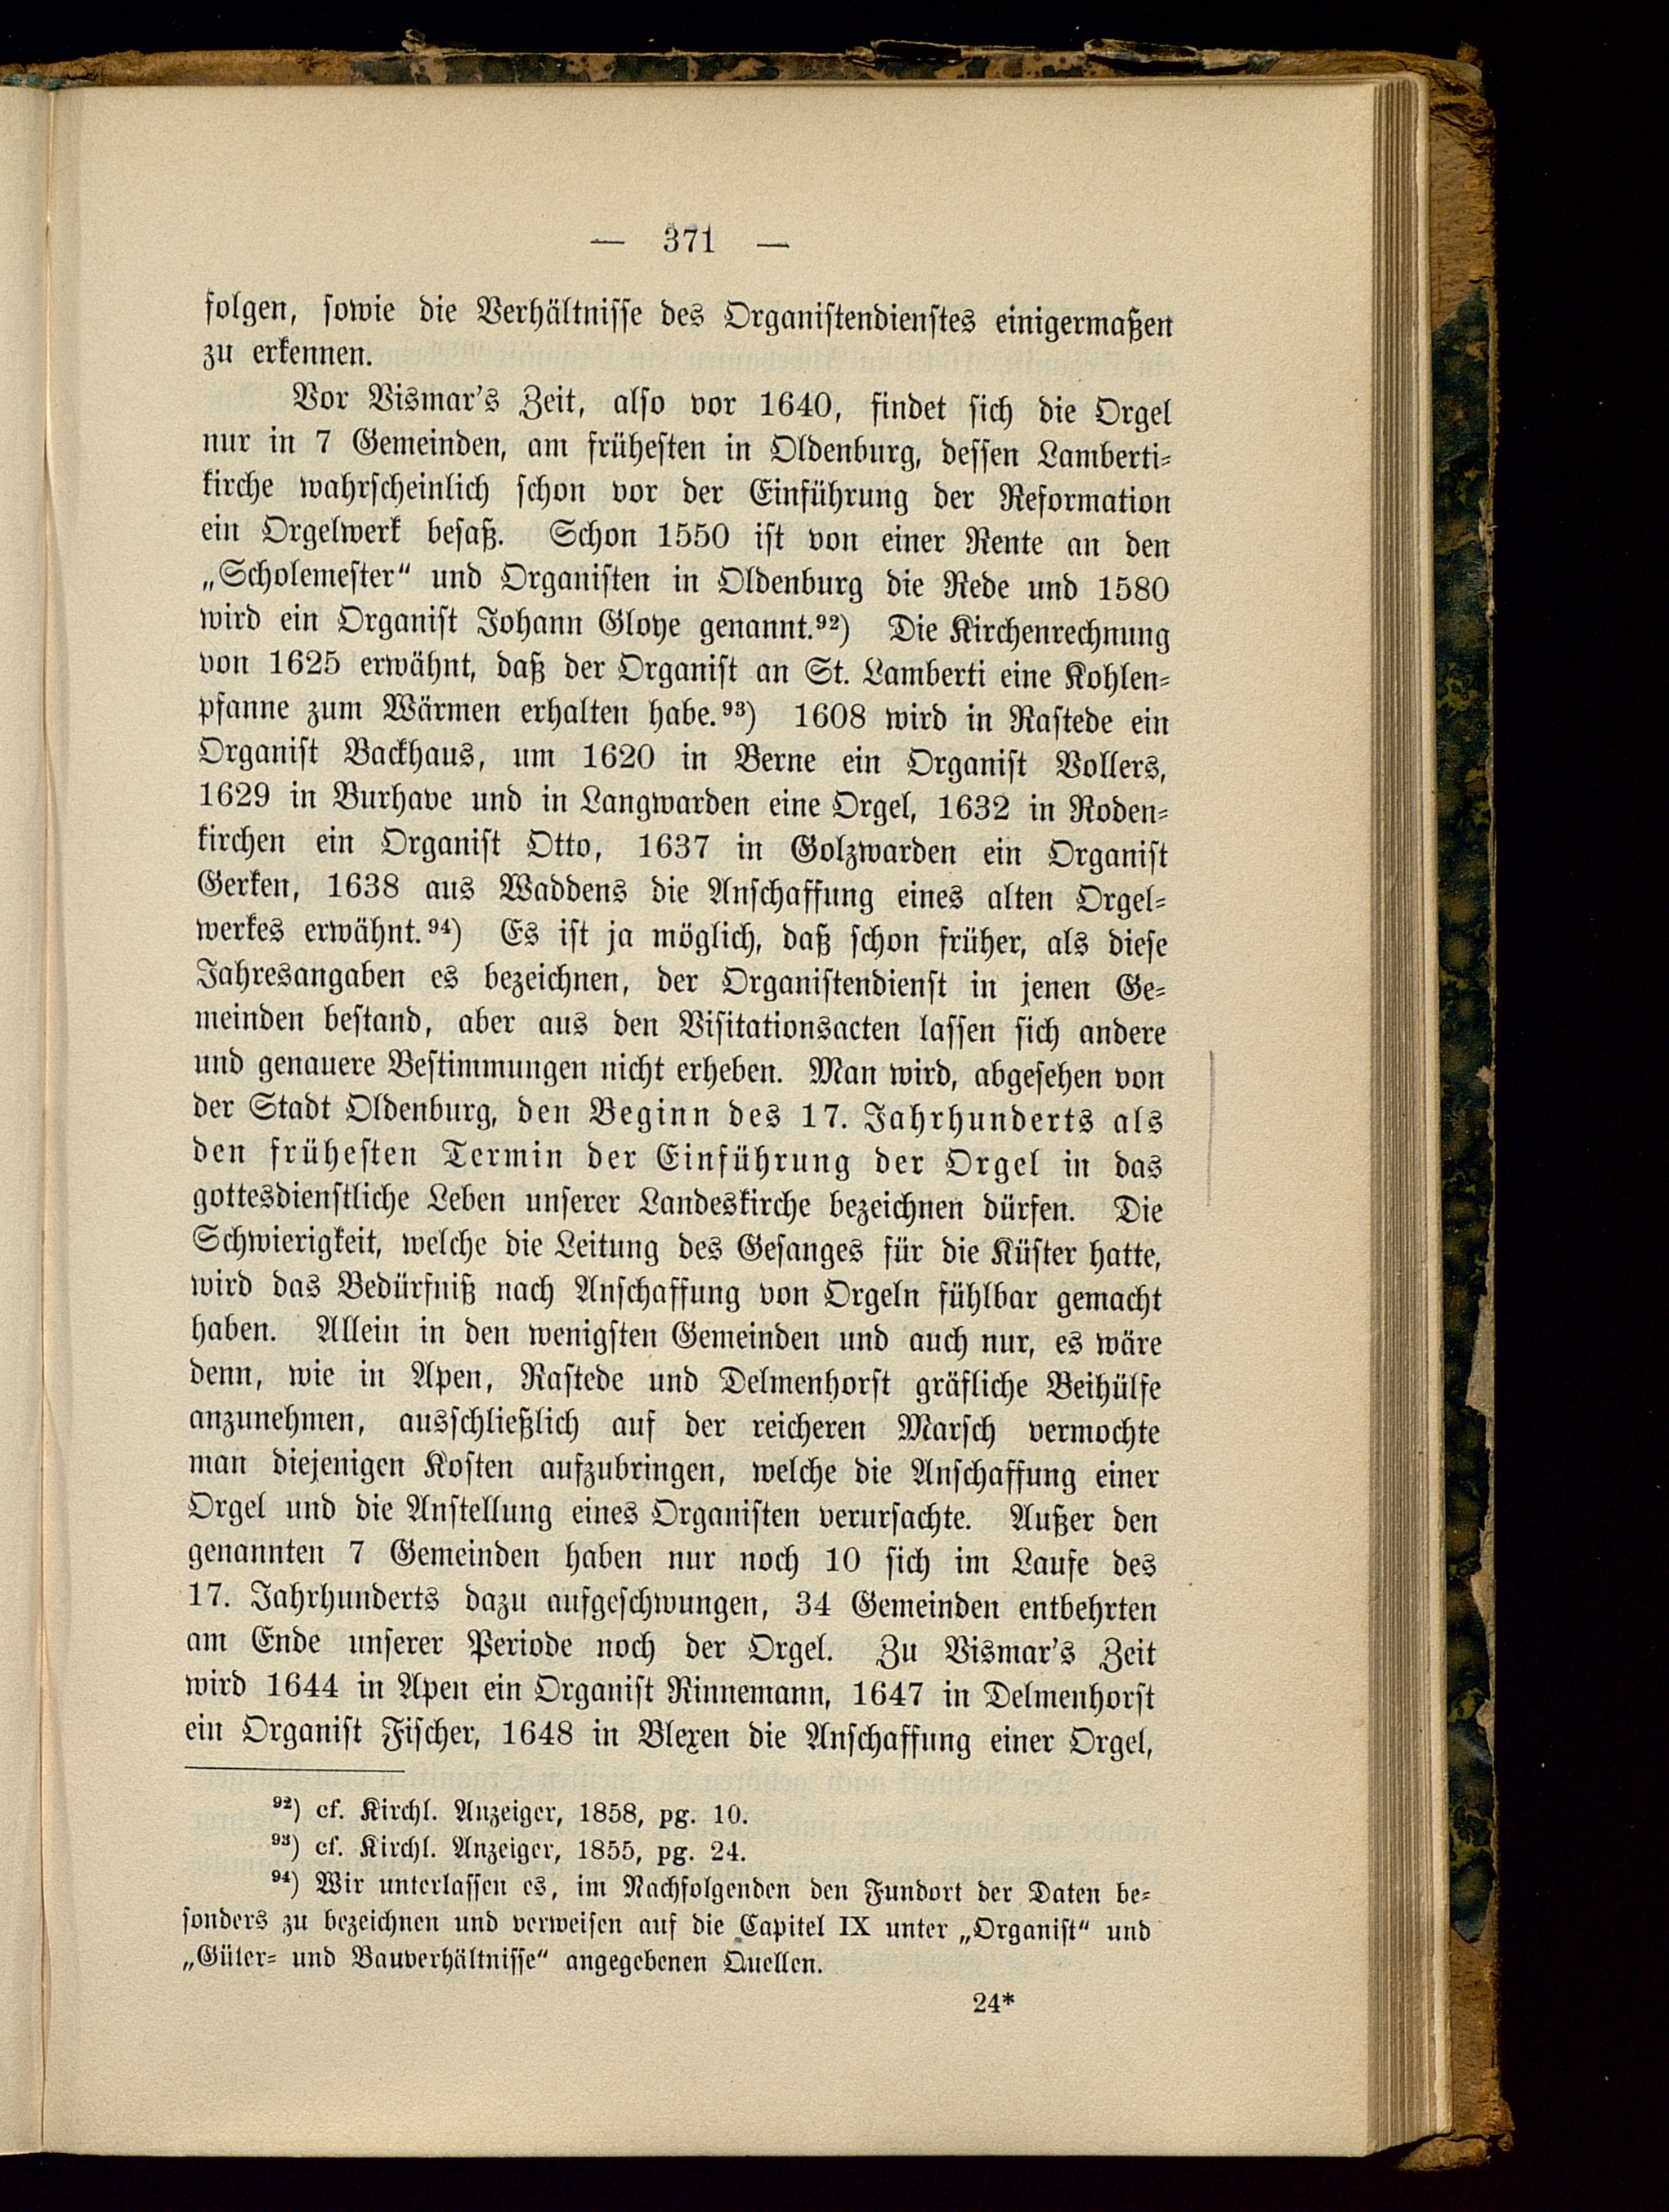 — 371 —
folgen, sowie die Verhältnisse des Organistendienstes einigermaßen
zu erkennen.
Vor Vismar's Zeit, also vor 1640, findet sich die Orgel
nur in 7 Gemeinden, am frühesten in Oldenburg, dessen Lamberti-
kirche wahrscheinlich schon vor der Einführung der Reformation
ein Orgelwerk besaß. Schon 1550 ist von einer Rente an den
„Scholemester“ und Organisten in Oldenburg die Rede und 1580
wird ein Organist Johann Gloye genannt.⁹²) Die Kirchenrechnung
von 1625 erwähnt, daß der Organist an St. Lamberti eine Kohlen-
pfanne zum Wärmen erhalten habe.⁹³) 1608 wird in Rastede ein
Organist Backhaus, um 1620 in Berne ein Organist Vollers,
1629 in Burhave und in Langwarden eine Orgel, 1632 in Roden-
kirchen ein Organist Otto, 1637 in Golzwarden ein Organist
Gerken, 1638 aus Waddens die Anschaffung eines alten Orgel-
werkes erwähnt.⁹⁴) Es ist ja möglich, daß schon früher, als diese
Jahresangaben es bezeichnen, der Organistendienst in jenen Ge-
meinden bestand, aber aus den Visitationsacten lassen sich andere
und genauere Bestimmungen nicht erheben. Man wird, abgesehen von
der Stadt Oldenburg, den Beginn des 17. Jahrhunderts als
den frühesten Termin der Einführung der Orgel in das
gottesdienstliche Leben unserer Landeskirche bezeichnen dürfen. Die
Schwierigkeit, welche die Leitung des Gesanges für die Küster hatte,
wird das Bedürfniß nach Anschaffung von Orgeln fühlbar gemacht
haben. Allein in den wenigsten Gemeinden und auch nur, es wäre
denn, wie in Apen, Rastede und Delmenhorst gräfliche Beihülfe
anzunehmen, ausschließlich auf der reicheren Marsch vermochte
man diejenigen Kosten aufzubringen, welche die Anschaffung einer
Orgel und die Anstellung eines Organisten verursachte. Außer den
genannten 7 Gemeinden haben nur noch 10 sich im Laufe des
17. Jahrhunderts dazu aufgeschwungen, 34 Gemeinden entbehrten
am Ende unserer Periode noch der Orgel. Zu Vismar's Zeit
wird 1644 in Apen ein Organist Rinnemann, 1647 in Delmenhorst
ein Organist Fischer, 1648 in Blexen die Anschaffung einer Orgel,
⁹²) cf. Kirchl. Anzeiger, 1858, pg. 10.
⁹³) cf. Kirchl. Anzeiger, 1855, pg. 24.
⁹⁴) Wir unterlassen es, im Nachfolgenden den Fundort der Daten be-
sonders zu bezeichnen und verweisen auf die Capitel IX unter „Organist“ und
„Güter- und Bauverhältnisse“ angegebenen Quellen.
24*